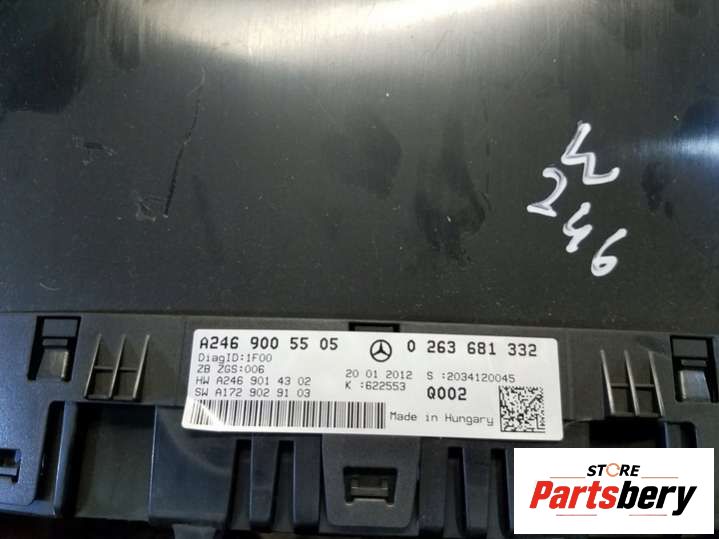 W
246
A246 900 55 05 0 263 681 332
DiagID:1F00
ZB ZGS:006 20 01 2012 S :2034120045
HW A246 901 43 02 K :622553 Q002
SW A172 902 91 03
Made in Hungary
STORE
Partsbery